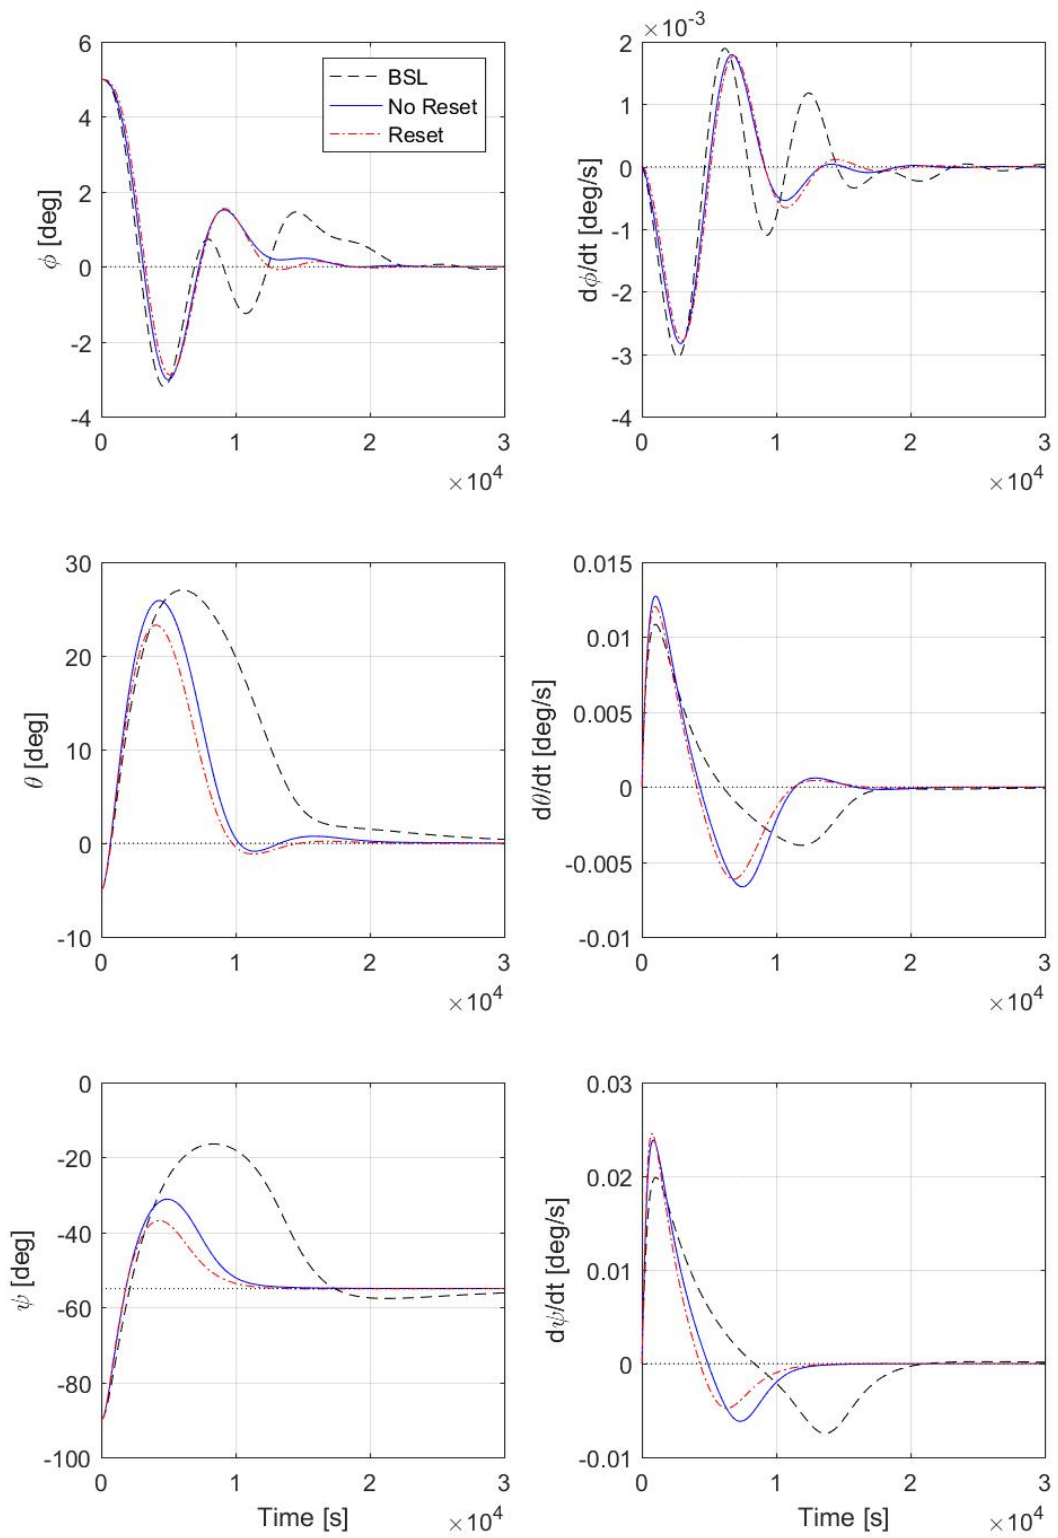 ×10⁻³
6
4
2
0
-2
-4
ϕ [deg]
BSL
No Reset
Reset
0 1 2 3
×10⁴
2
1
0
-1
-2
-3
-4
dϕ/dt [deg/s]
0 1 2 3
×10⁴
30
20
10
0
-10
θ [deg]
0 1 2 3
×10⁴
0.015
0.01
0.005
0
-0.005
-0.01
dθ/dt [deg/s]
0 1 2 3
×10⁴
0
-20
-40
-60
-80
-100
ψ [deg]
0 1 2 3
Time [s]
×10⁴
0.03
0.02
0.01
0
-0.01
dψ/dt [deg/s]
0 1 2 3
Time [s]
×10⁴